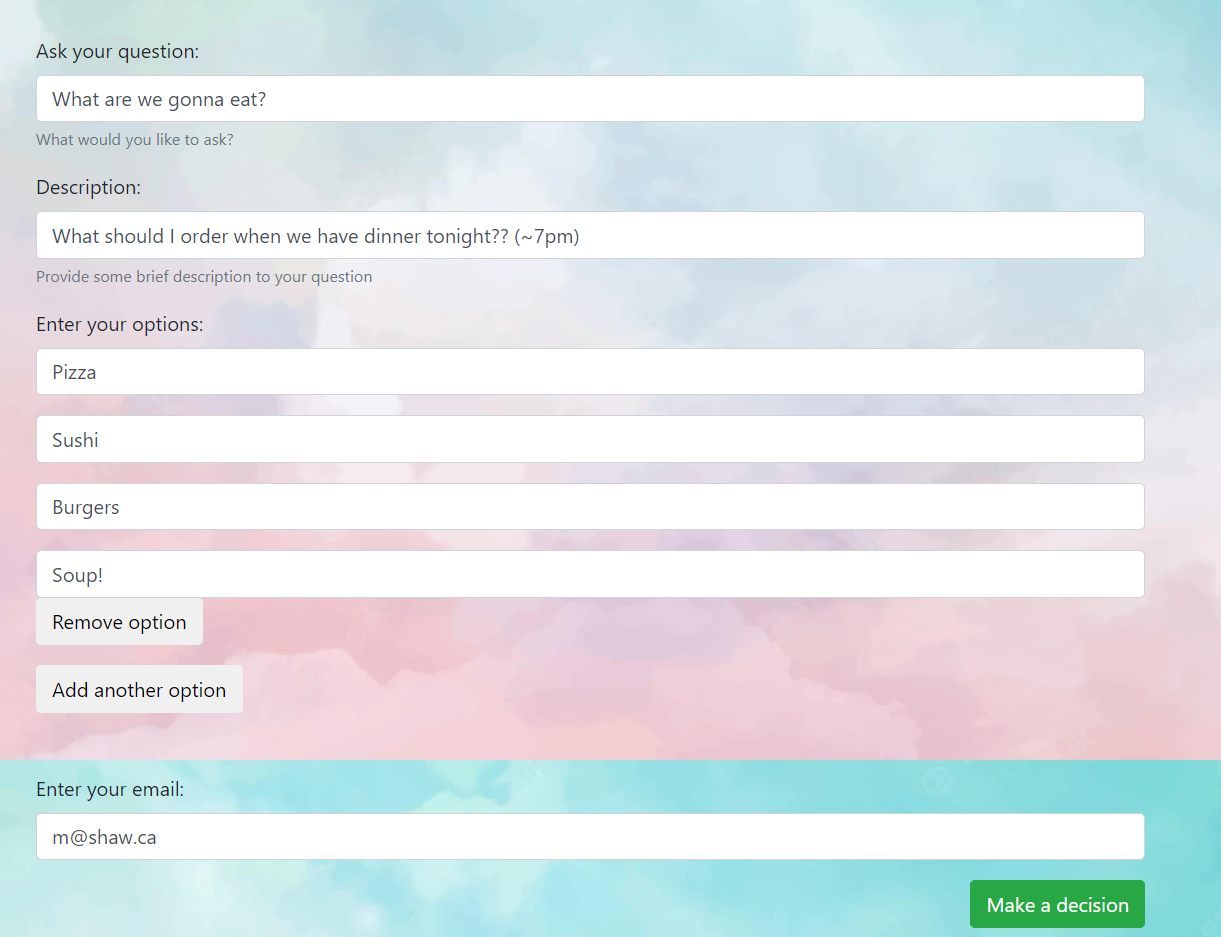 Ask your question:
What are we gonna eat?
What would you like to ask?
Description:
What should I order when we have dinner tonight?? (~7pm)
Provide some brief description to your question
Enter your options:
Pizza
Sushi
Burgers
Soup!
Remove option
Add another option
Enter your email:
m@shaw.ca
Make a decision